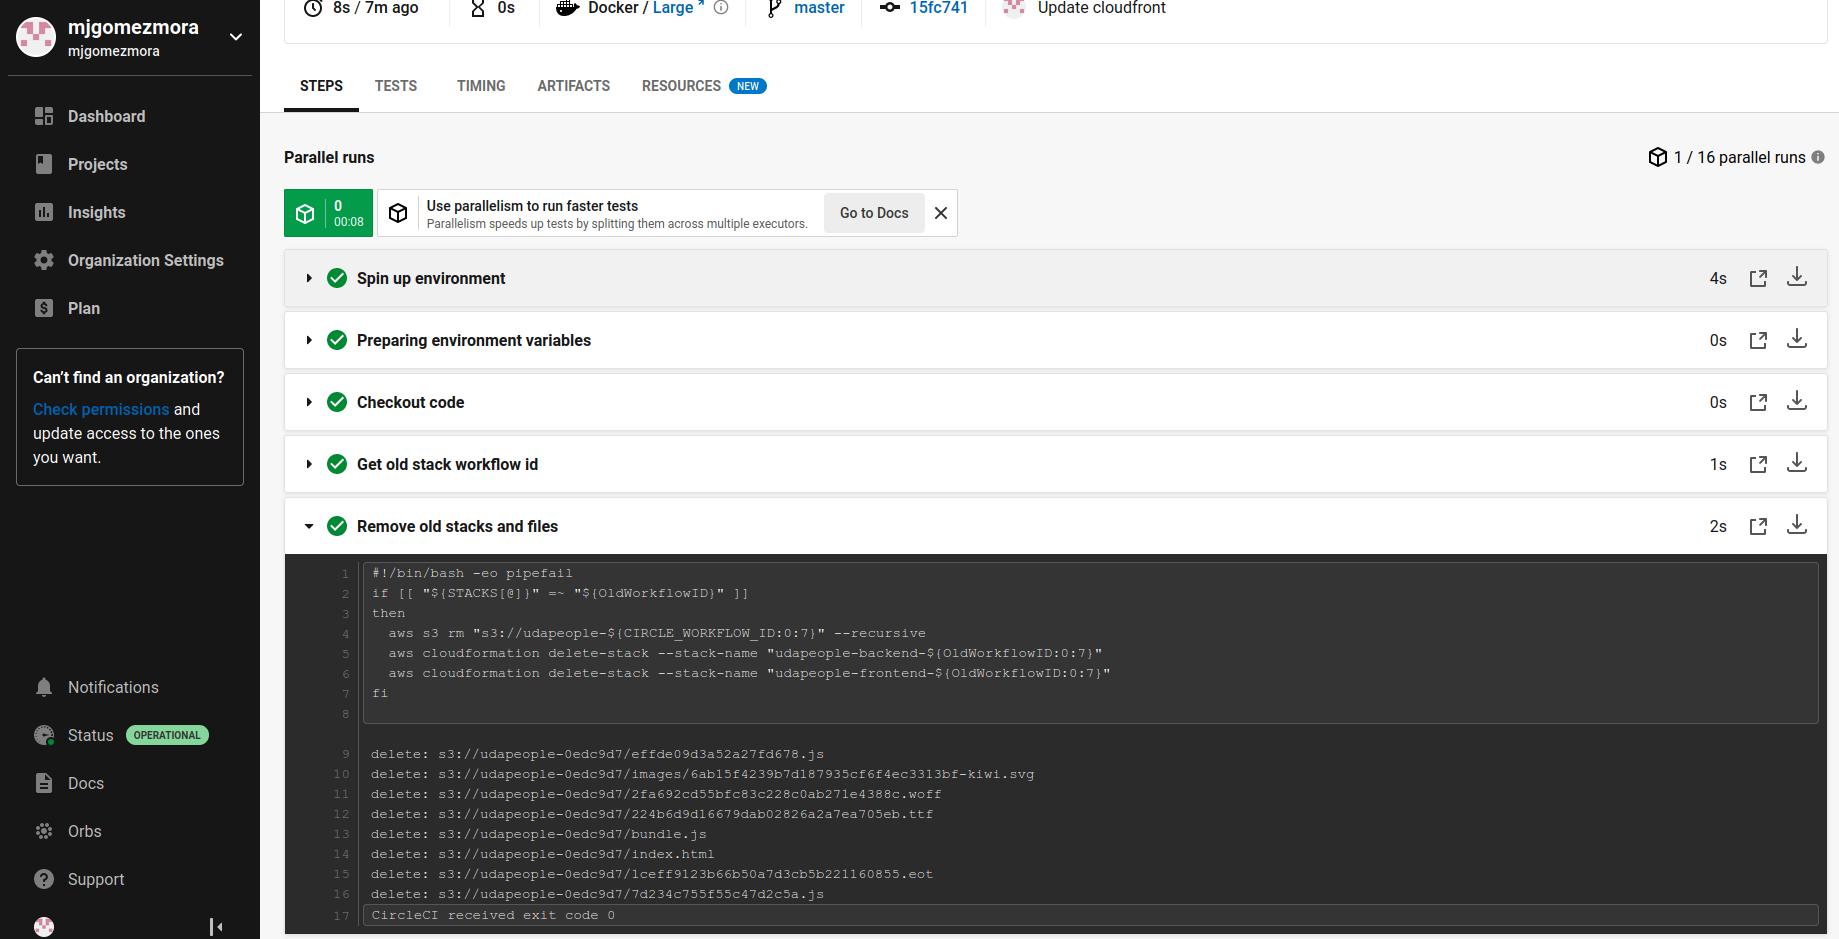 mjgomezmora
mjgomezmora
Dashboard
Projects
Insights
Organization Settings
Plan
Can't find an organization?
Check permissions and
update access to the ones
you want.
Notifications
Status OPERATIONAL
Docs
Orbs
Support
8s / 7m ago
0s
Docker / Large
master
15fc741
Update cloudfront
STEPS TESTS TIMING ARTIFACTS RESOURCES NEW
Parallel runs
1 / 16 parallel runs
0
00:08
Use parallelism to run faster tests
Parallelism speeds up tests by splitting them across multiple executors.
Go to Docs
Spin up environment 4s
Preparing environment variables 0s
Checkout code 0s
Get old stack workflow id 1s
Remove old stacks and files 2s
1 #!/bin/bash -eo pipefail
2 if [[ "${STACKS[@]}" =~ "${OldWorkflowID}" ]]
3 then
4 aws s3 rm "s3://udapeople-${CIRCLE_WORKFLOW_ID:0:7}" --recursive
5 aws cloudformation delete-stack --stack-name "udapeople-backend-${OldWorkflowID:0:7}"
6 aws cloudformation delete-stack --stack-name "udapeople-frontend-${OldWorkflowID:0:7}"
7 fi
8
9 delete: s3://udapeople-0edc9d7/effde09d3a52a27fd678.js
10 delete: s3://udapeople-0edc9d7/images/6ab15f4239b7d187935cf6f4ec3313bf-kiwi.svg
11 delete: s3://udapeople-0edc9d7/2fa692cd55bfc83c228c0ab271e4388c.woff
12 delete: s3://udapeople-0edc9d7/224b6d9d16679dab02826a2a7ea705eb.ttf
13 delete: s3://udapeople-0edc9d7/bundle.js
14 delete: s3://udapeople-0edc9d7/index.html
15 delete: s3://udapeople-0edc9d7/1ceff9123b66b50a7d3cb5b221160855.eot
16 delete: s3://udapeople-0edc9d7/7d234c755f55c47d2c5a.js
17 CircleCI received exit code 0